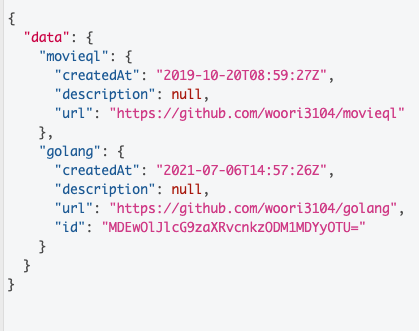 {
  "data": {
    "movieql": {
      "createdAt": "2019-10-20T08:59:27Z",
      "description": null,
      "url": "https://github.com/woori3104/movieql"
    },
    "golang": {
      "createdAt": "2021-07-06T14:57:26Z",
      "description": null,
      "url": "https://github.com/woori3104/golang",
      "id": "MDEwOlJlcG9zaXRvcnkzODM1MDYyOTU="
    }
  }
}